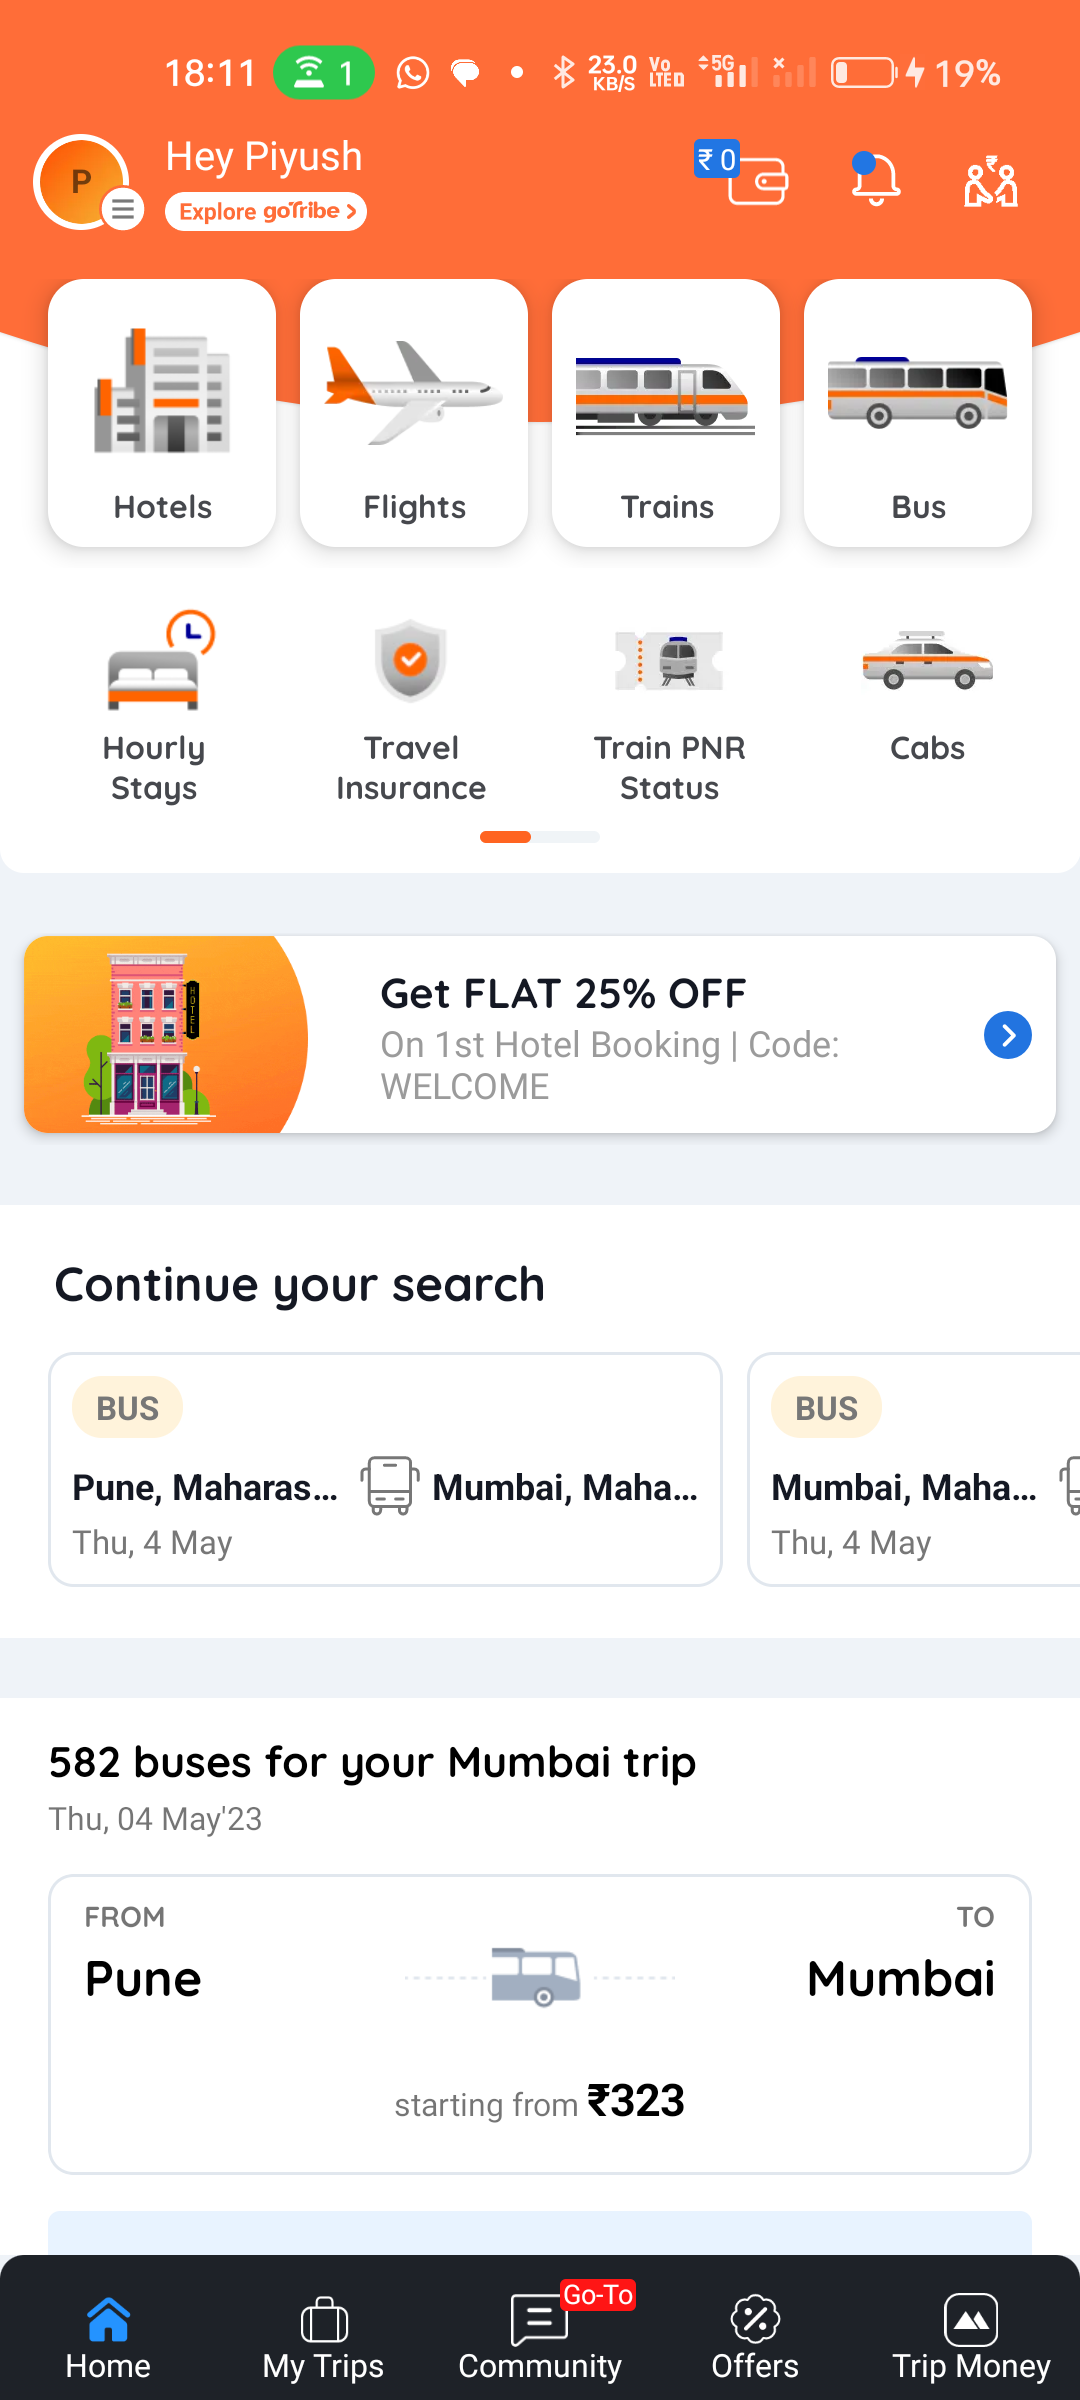 18:11
1
23.0 KB/S
Vo LTED
5G
19%
P
Hey Piyush
Explore goTribe >
₹ 0
₹
Hotels
Flights
Trains
Bus
Hourly
Stays
Travel
Insurance
Train PNR
Status
Cabs
HOTEL
Get FLAT 25% OFF
On 1st Hotel Booking | Code:
WELCOME
Continue your search
BUS
Pune, Maharas... Mumbai, Maha...
Thu, 4 May
BUS
Mumbai, Maha...
Thu, 4 May
582 buses for your Mumbai trip
Thu, 04 May'23
FROM
TO
Pune
Mumbai
starting from ₹323
Go-To
Home
My Trips
Community
Offers
Trip Money